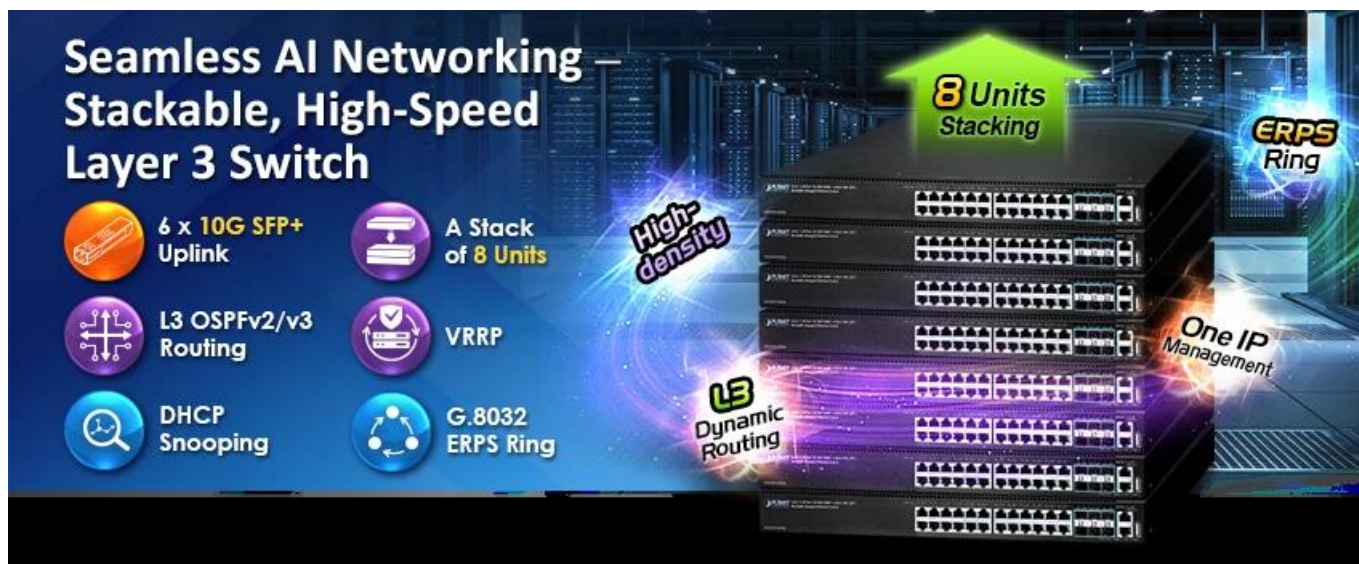 Seamless AI Networking –
Stackable, High-Speed
Layer 3 Switch
6 x 10G SFP+
Uplink
A Stack
of 8 Units
L3 OSPFv2/v3
Routing
VRRP
DHCP
Snooping
G.8032
ERPS Ring
8 Units
Stacking
ERPS
Ring
High-
density
One IP
Management
L3
Dynamic
Routing
PLANET